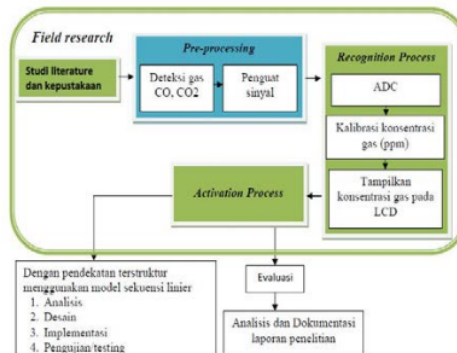 Field research
Studi literature
dan kepustakaan
Pre-processing
Deteksi gas
CO, CO2
Penguat
sinyal
Recognition Process
ADC
Kalibrasi konsentrasi
gas (ppm)
Tampilkan
konsentrasi gas pada
LCD
Activation Process
Dengan pendekatan terstruktur
menggunakan model sekuensi linier
1. Analisis
2. Desain
3. Implementasi
4. Pengujian/testing
Evaluasi
Analisis dan Dokumentasi
laporan penelitian